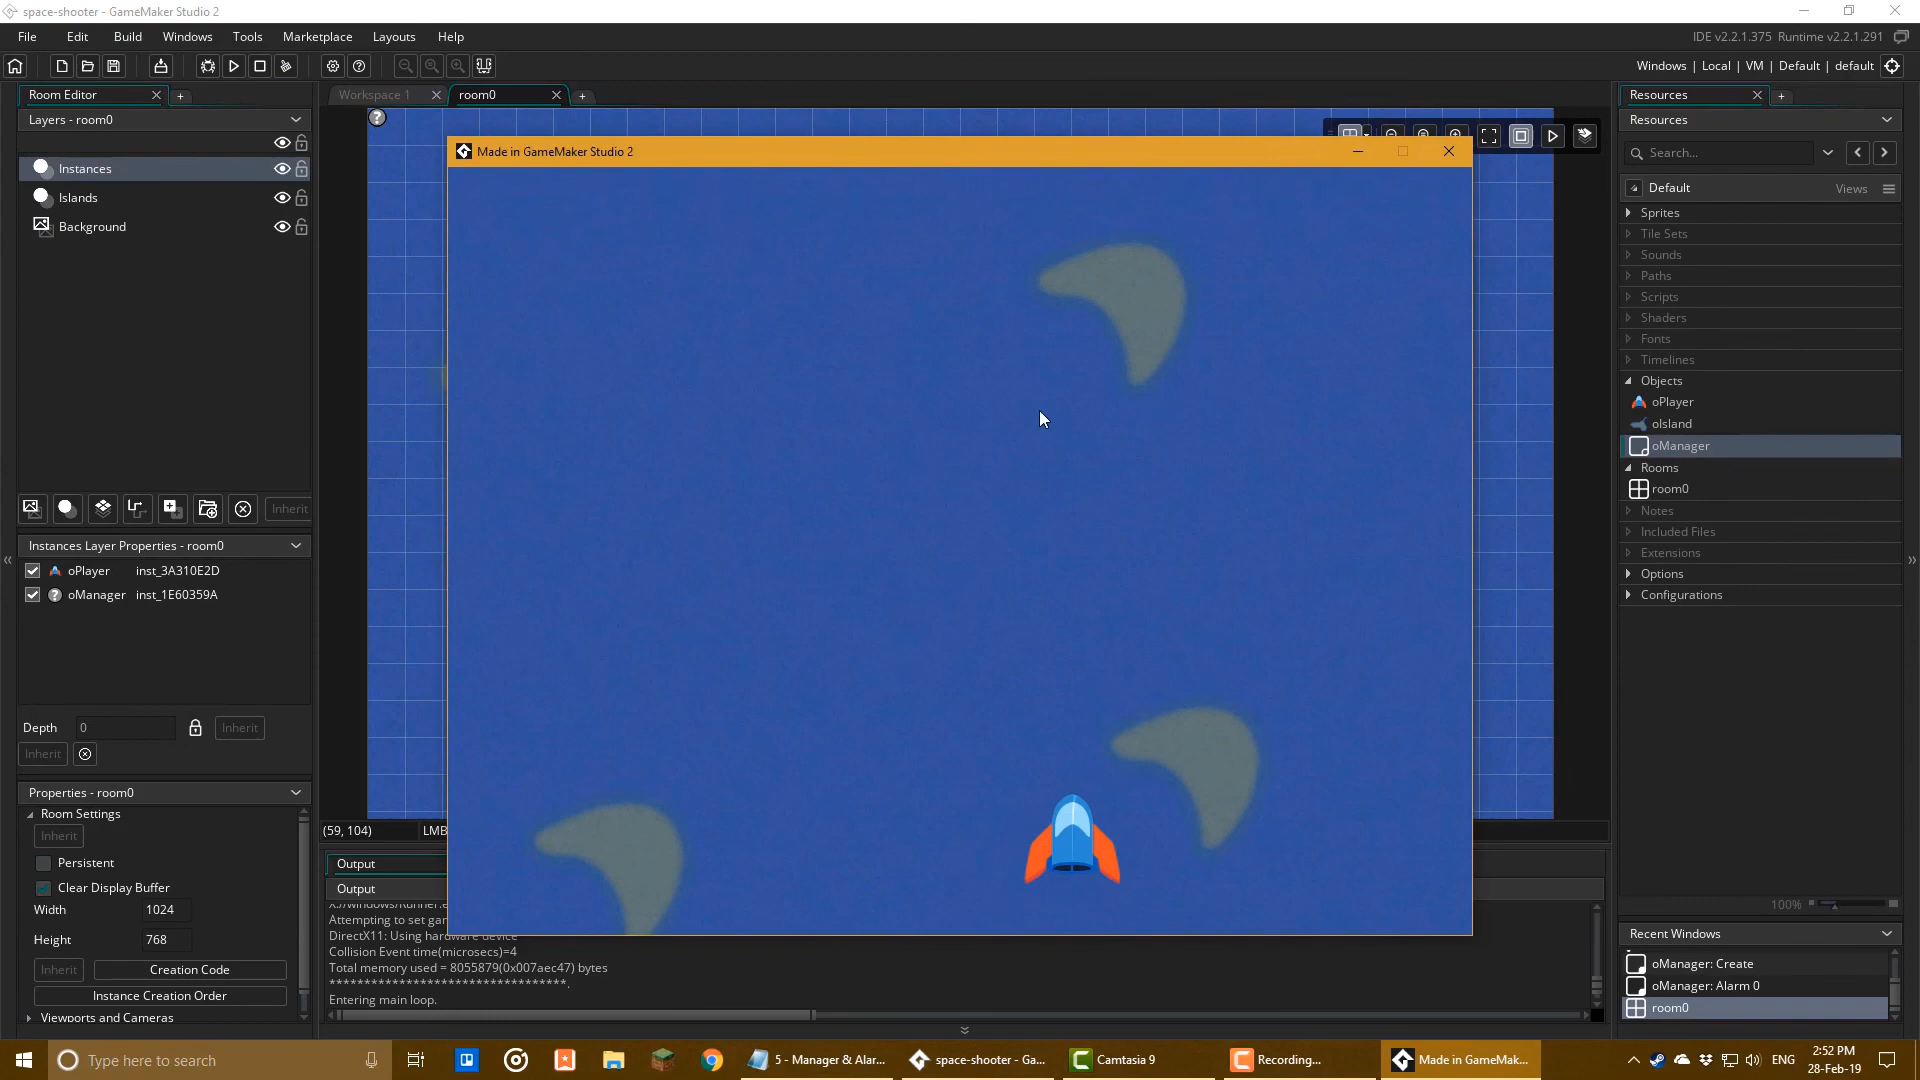 space-shooter - GameMaker Studio 2
File Edit Build Windows Tools Marketplace Layouts Help
IDE v2.2.1.375 Runtime v2.2.1.291
Windows | Local | VM | Default | default
Room Editor
Layers - room0
Instances
Islands
Background
Inherit
Instances Layer Properties - room0
oPlayer inst_3A310E2D
oManager inst_1E60359A
Depth 0 Inherit
Inherit
Properties - room0
Room Settings
Inherit
Persistent
Clear Display Buffer
Width 1024
Height 768
Inherit Creation Code
Instance Creation Order
Viewports and Cameras
Workspace 1 room0
Made in GameMaker Studio 2
(59, 104) LMB
Output
Output
Attempting to set gar
DirectX11: Using hardware device
Collision Event time(microsecs)=4
Total memory used = 8055879(0x007aec47) bytes
Entering main loop.
Resources
Resources
Search...
Default Views
Sprites
Tile Sets
Sounds
Paths
Scripts
Shaders
Fonts
Timelines
Objects
oPlayer
oIsland
oManager
Rooms
room0
Notes
Included Files
Extensions
Options
Configurations
100%
Recent Windows
oManager: Create
oManager: Alarm 0
room0
Type here to search
5 - Manager & Alar...
space-shooter - Ga...
Camtasia 9
Recording...
Made in GameMak...
ENG
2:52 PM
28-Feb-19